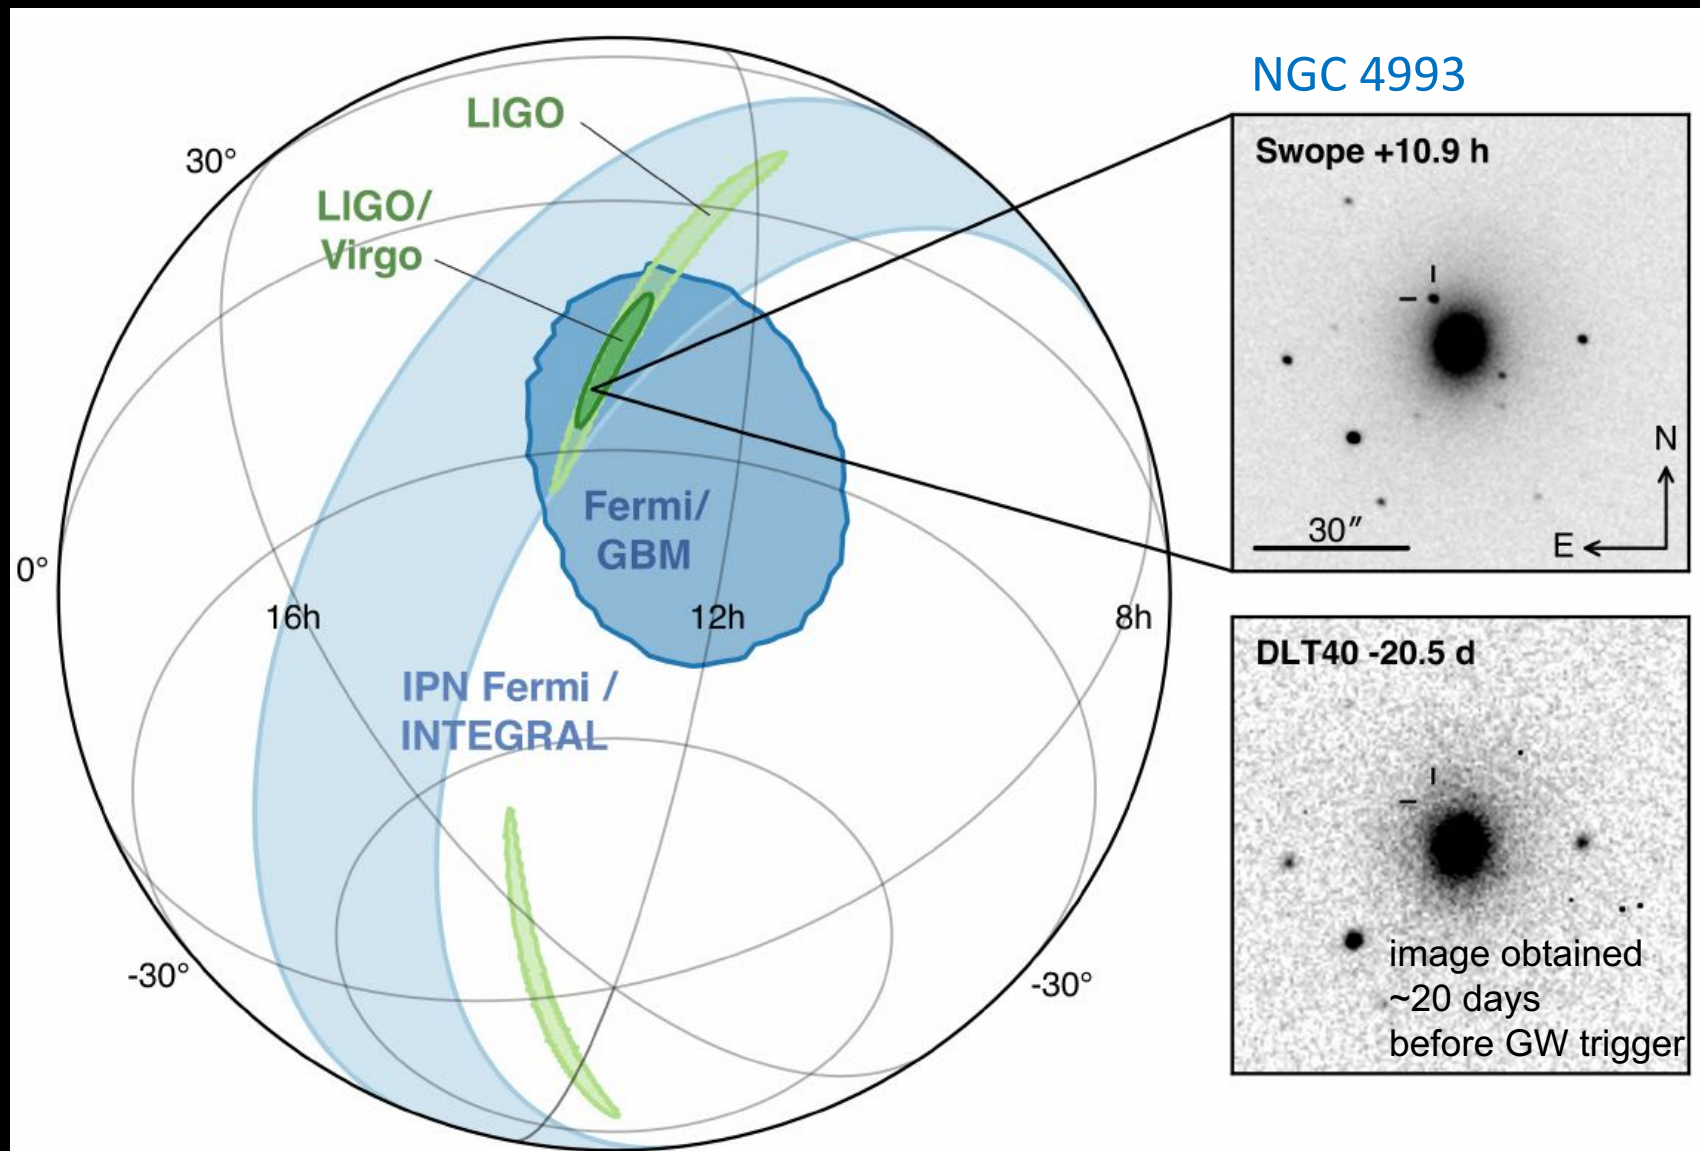 NGC 4993
LIGO
30°
LIGO/
Virgo
Swope +10.9 h
N
30″
E
Fermi/
GBM
0°
16h
12h
8h
IPN Fermi /
INTEGRAL
DLT40 -20.5 d
-30°
-30°
image obtained
~20 days
before GW trigger